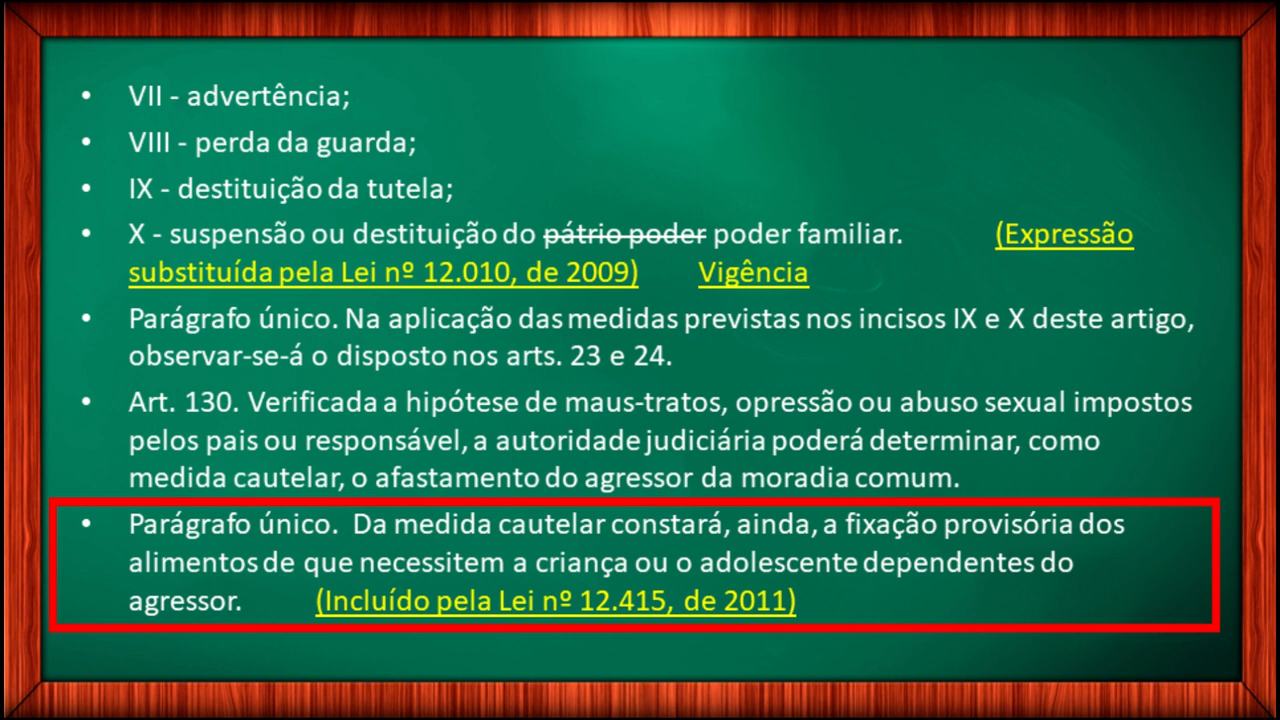 • VII - advertência;
• VIII - perda da guarda;
• IX - destituição da tutela;
• X - suspensão ou destituição do pátrio poder poder familiar. (Expressão
substituída pela Lei nº 12.010, de 2009) Vigência
• Parágrafo único. Na aplicação das medidas previstas nos incisos IX e X deste artigo,
observar-se-á o disposto nos arts. 23 e 24.
• Art. 130. Verificada a hipótese de maus-tratos, opressão ou abuso sexual impostos
pelos pais ou responsável, a autoridade judiciária poderá determinar, como
medida cautelar, o afastamento do agressor da moradia comum.
• Parágrafo único. Da medida cautelar constará, ainda, a fixação provisória dos
alimentos de que necessitem a criança ou o adolescente dependentes do
agressor. (Incluído pela Lei nº 12.415, de 2011)